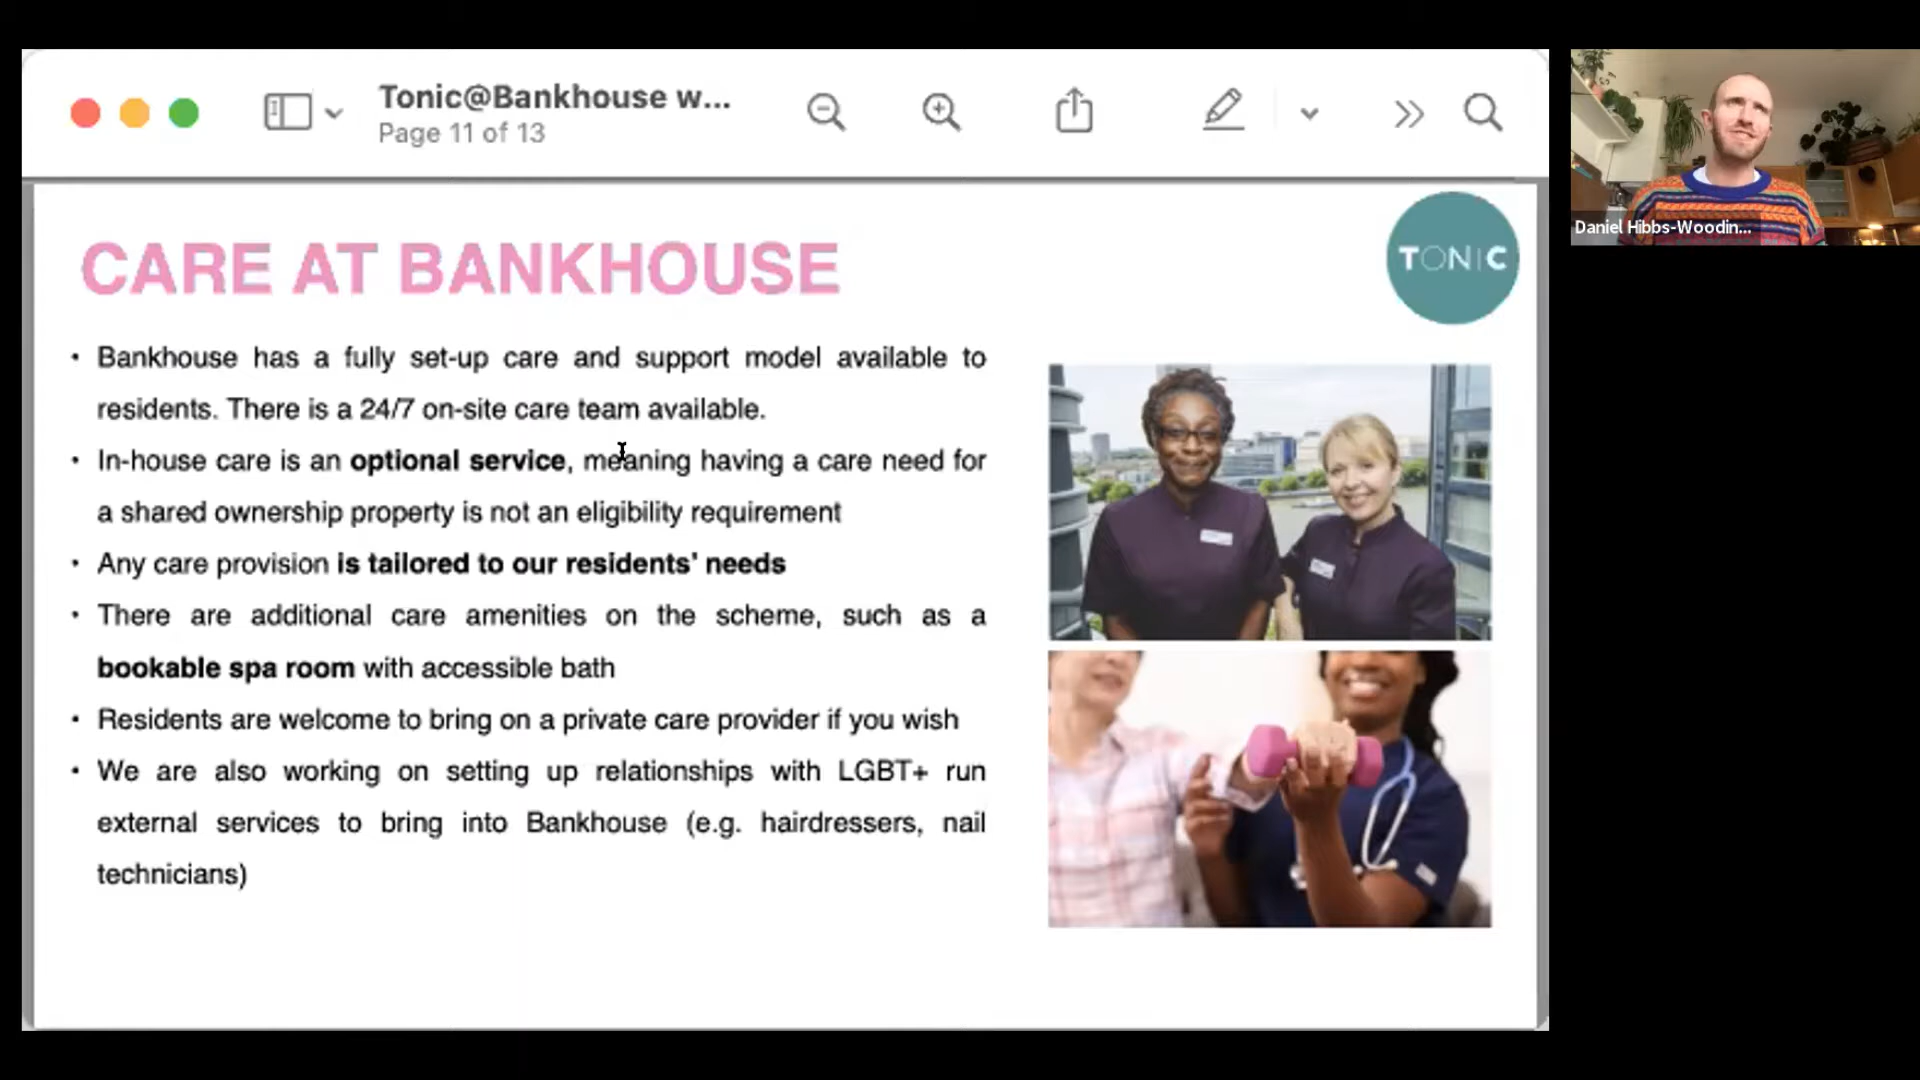 Tonic@Bankhouse w...
Page 11 of 13
CARE AT BANKHOUSE
TONIC
• Bankhouse has a fully set-up care and support model available to
residents. There is a 24/7 on-site care team available.
• In-house care is an optional service, meaning having a care need for
a shared ownership property is not an eligibility requirement
• Any care provision is tailored to our residents' needs
• There are additional care amenities on the scheme, such as a
bookable spa room with accessible bath
• Residents are welcome to bring on a private care provider if you wish
• We are also working on setting up relationships with LGBT+ run
external services to bring into Bankhouse (e.g. hairdressers, nail
technicians)
Daniel Hibbs-Woodin...